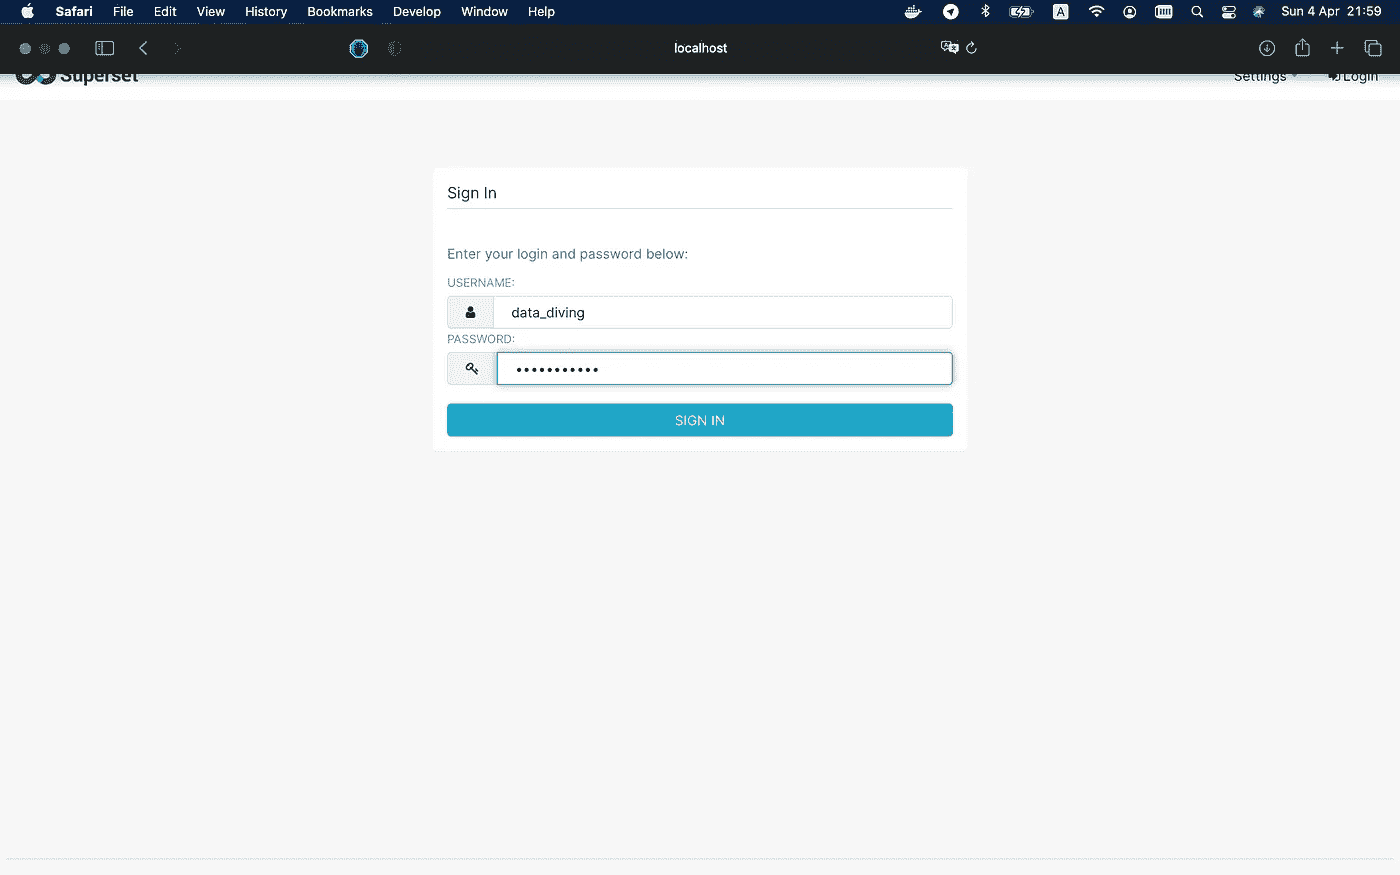 Safari File Edit View History Bookmarks Develop Window Help A Sun 4 Apr 21:59
localhost
Superset Settings Login
Sign In
Enter your login and password below:
USERNAME:
data_diving
PASSWORD:
•••••••••••
SIGN IN